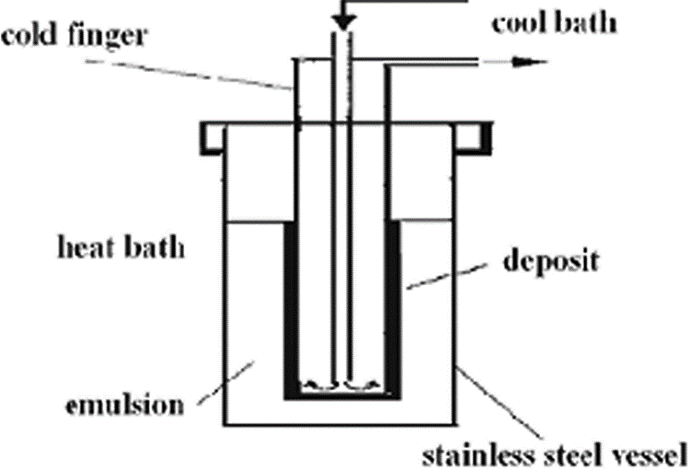 cold finger
cool bath
heat bath
deposit
emulsion
stainless steel vessel